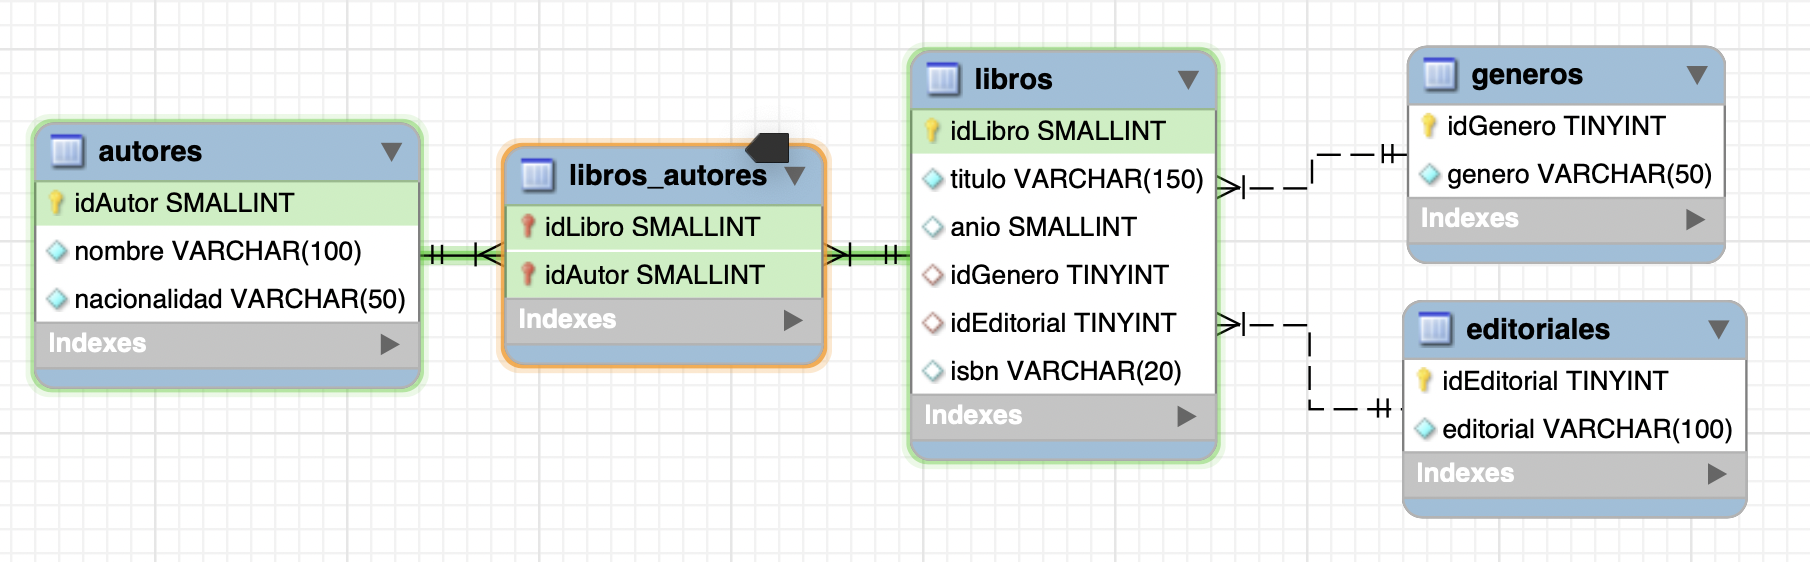 autores
idAutor SMALLINT
nombre VARCHAR(100)
nacionalidad VARCHAR(50)
Indexes
libros_autores
idLibro SMALLINT
idAutor SMALLINT
Indexes
libros
idLibro SMALLINT
titulo VARCHAR(150)
anio SMALLINT
idGenero TINYINT
idEditorial TINYINT
isbn VARCHAR(20)
Indexes
generos
idGenero TINYINT
genero VARCHAR(50)
Indexes
editoriales
idEditorial TINYINT
editorial VARCHAR(100)
Indexes